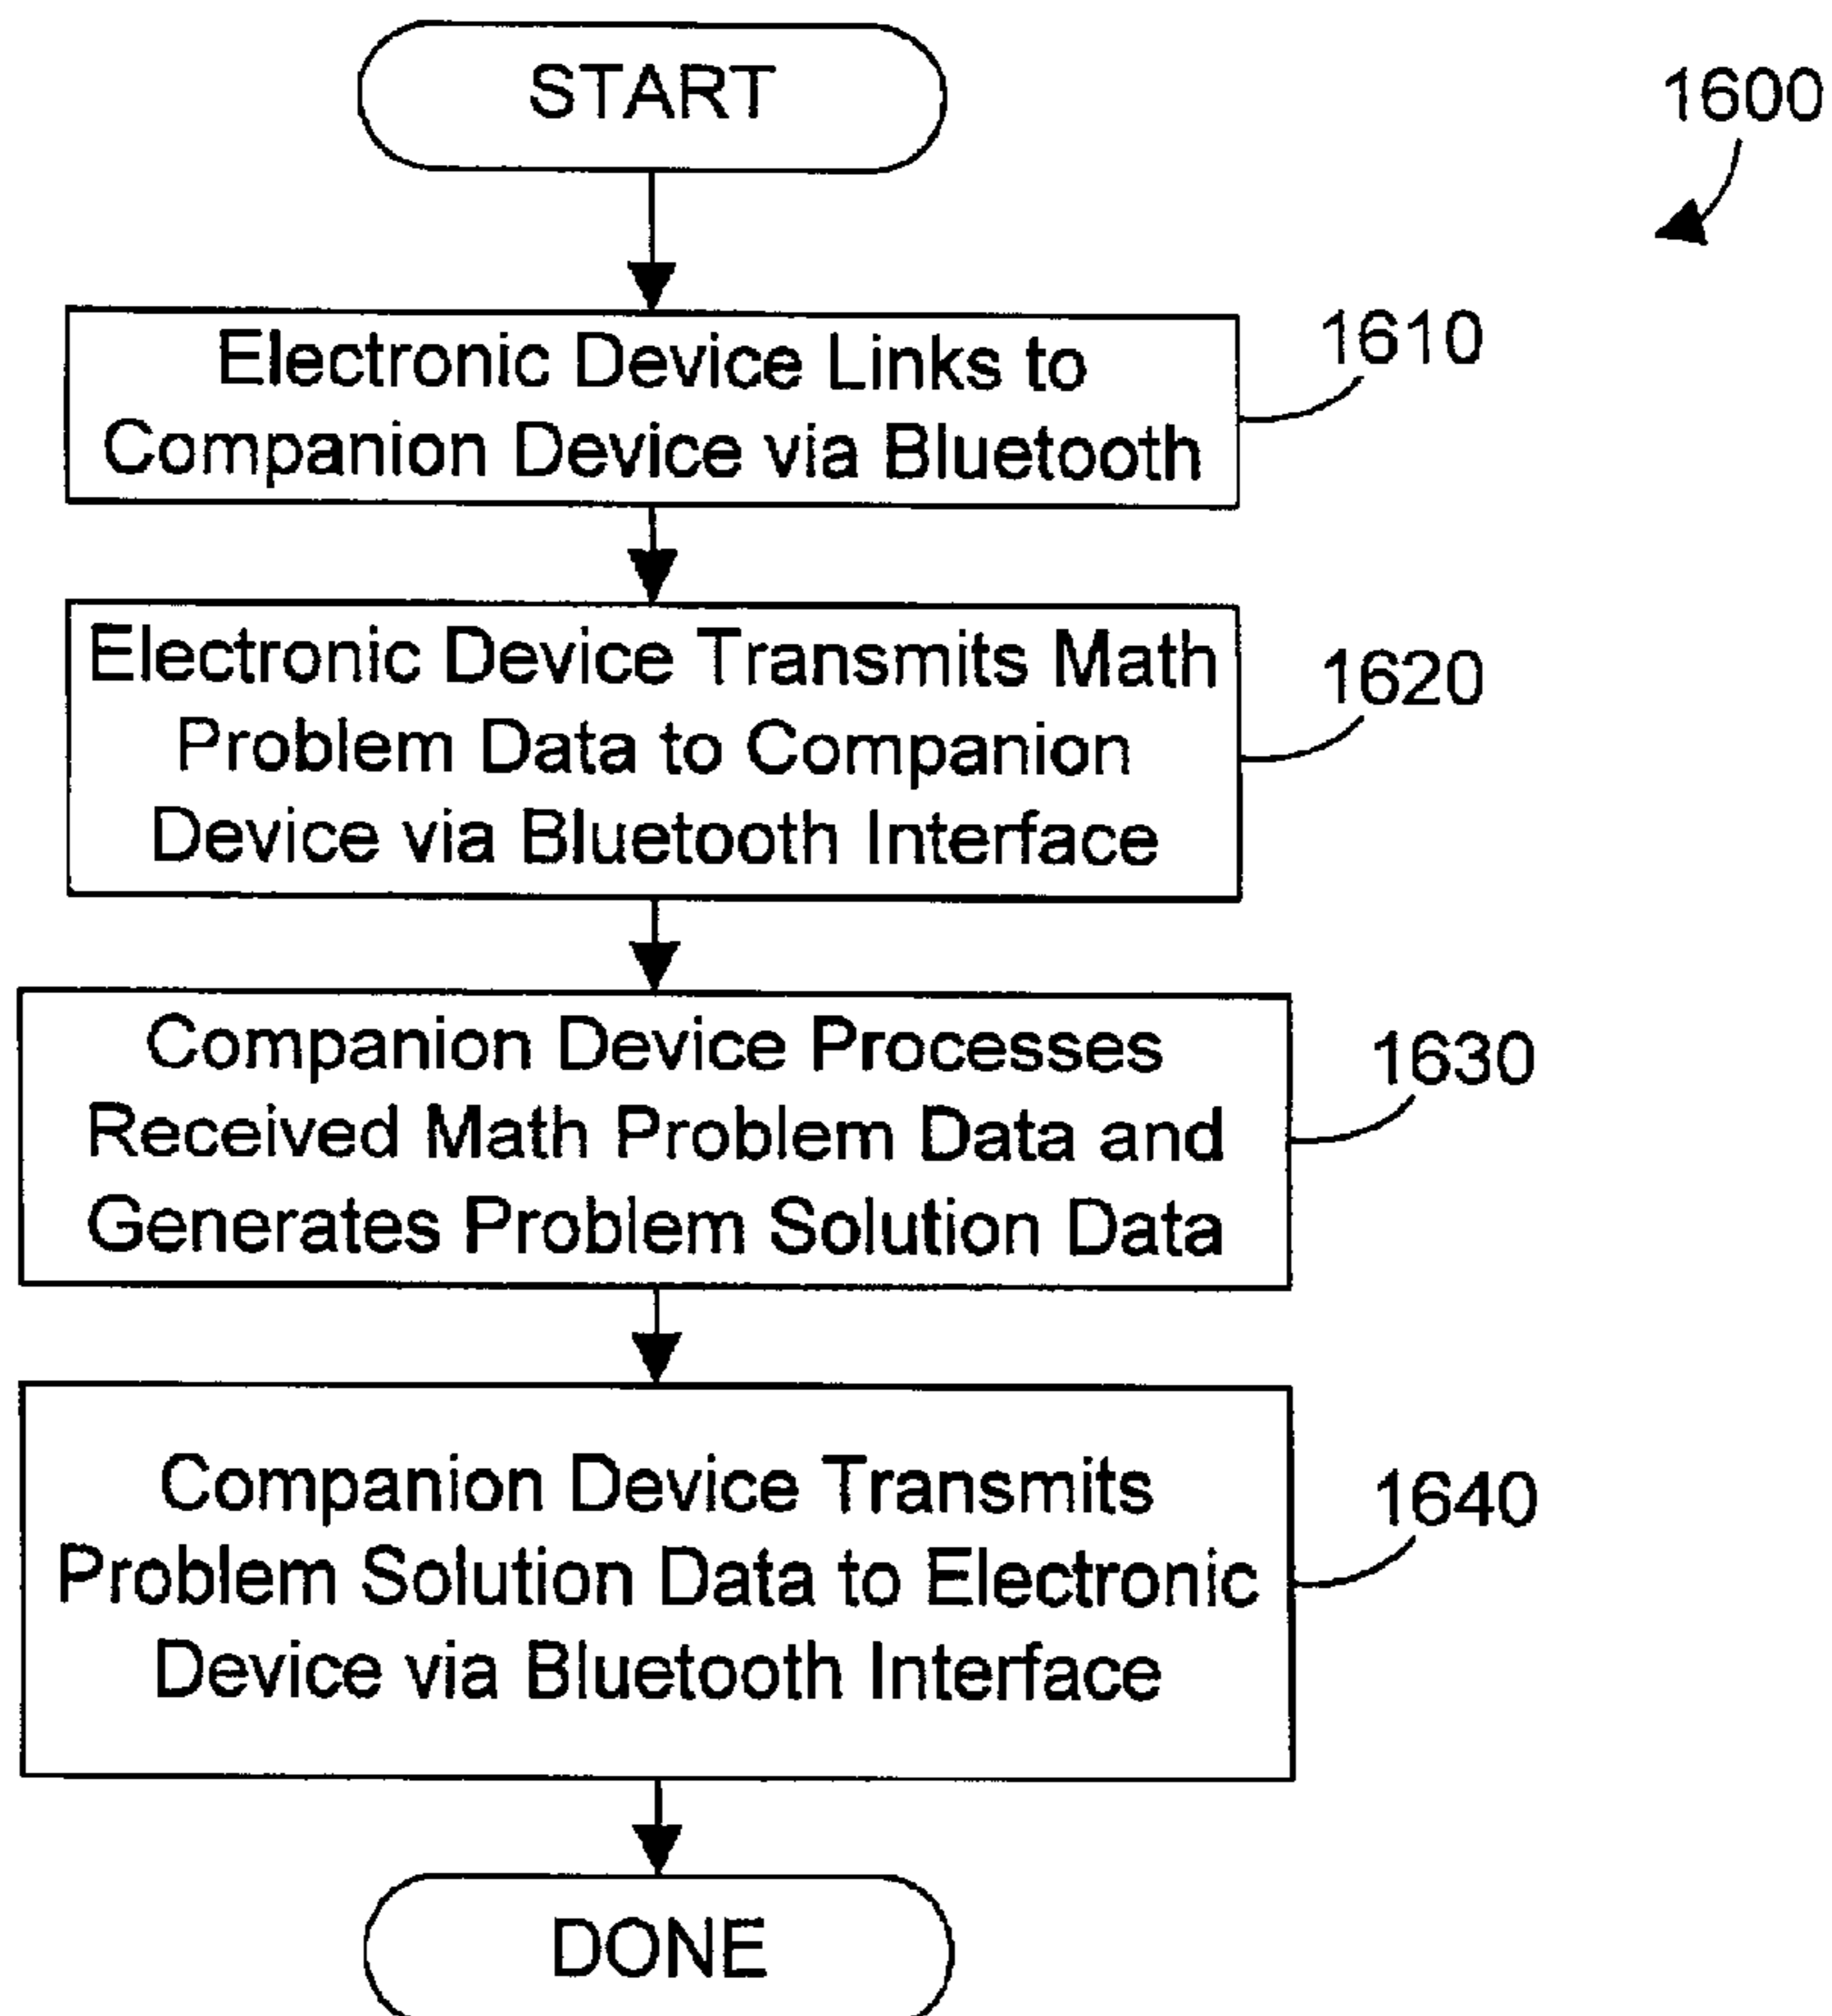 START
1600
Electronic Device Links to
Companion Device via Bluetooth
1610
Electronic Device Transmits Math
Problem Data to Companion
Device via Bluetooth Interface
1620
Companion Device Processes
Received Math Problem Data and
Generates Problem Solution Data
1630
Companion Device Transmits
Problem Solution Data to Electronic
Device via Bluetooth Interface
1640
DONE